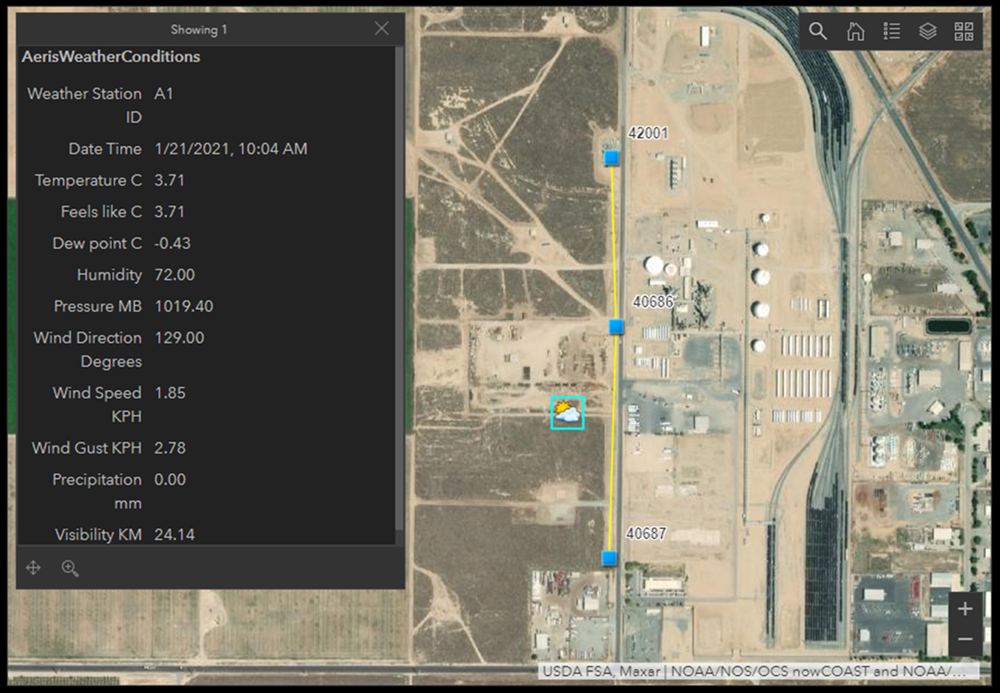 Showing 1
AerisWeatherConditions
Weather Station A1
ID
Date Time 1/21/2021, 10:04 AM
Temperature C 3.71
Feels like C 3.71
Dew point C -0.43
Humidity 72.00
Pressure MB 1019.40
Wind Direction 129.00
Degrees
Wind Speed 1.85
KPH
Wind Gust KPH 2.78
Precipitation 0.00
mm
Visibility KM 24.14
42001
40686
40687
USDA FSA, Maxar | NOAA/NOS/OCS nowCOAST and NOAA/...